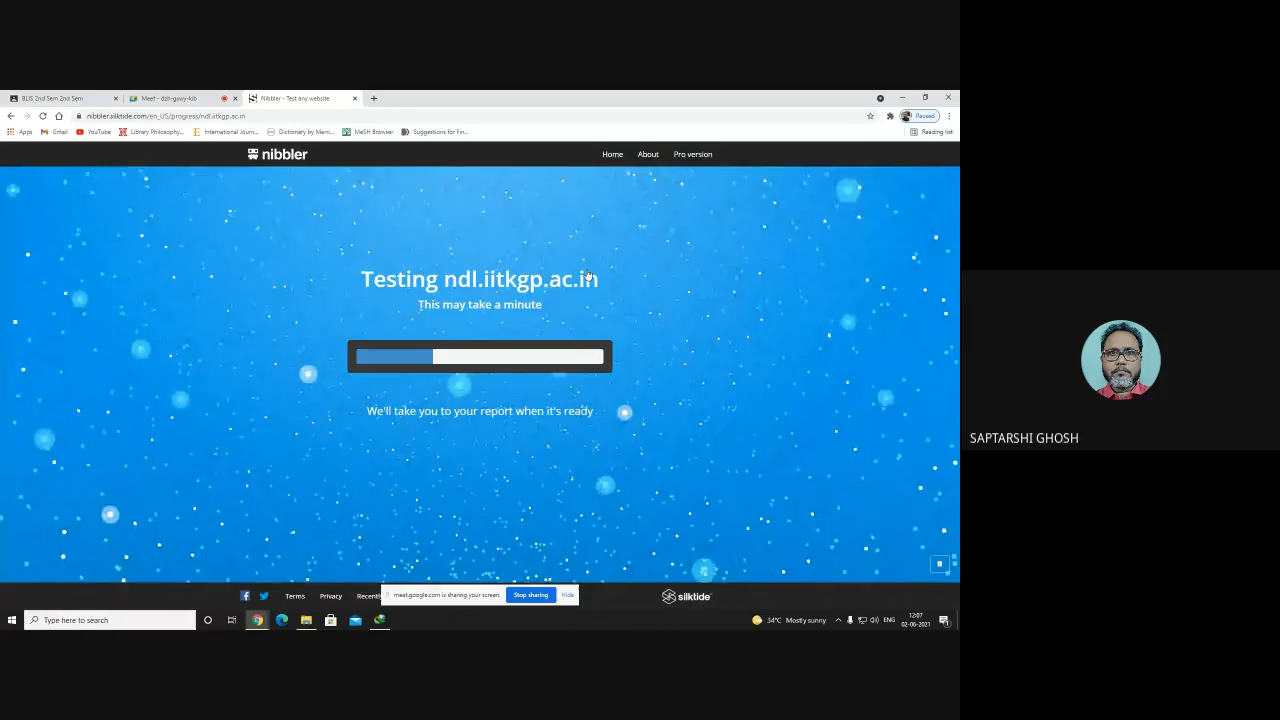 BLIS 2nd Sem 2nd Sem
Meet - dzh-gawy-kib
Nibbler - Test any website
nibbler.silktide.com/en_US/progress/ndl.iitkgp.ac.in
Paused
Apps
Gmail
YouTube
Library Philosophy...
International Journ...
Dictionary by Merri...
MeSH Browser
Suggestions for Fin...
Reading list
nibbler
Home
About
Pro version
Testing ndl.iitkgp.ac.in
This may take a minute
We'll take you to your report when it's ready
SAPTARSHI GHOSH
Terms
Privacy
Recent
meet.google.com is sharing your screen.
Stop sharing
Hide
silktide
Type here to search
34°C Mostly sunny
ENG
12:07
02-06-2021